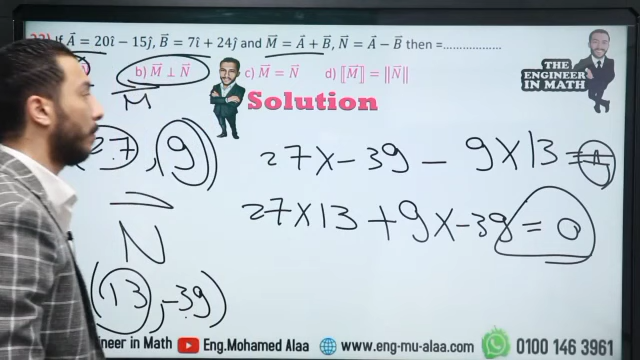 If A⃗ = 20î − 15ĵ, B⃗ = 7î + 24ĵ and M⃗ = A⃗ + B⃗, N⃗ = A⃗ − B⃗ then =..................
b) M⃗ ⊥ N⃗ c) M⃗ = N⃗ d) ‖M⃗‖ = ‖N⃗‖
THE ENGINEER IN MATH
Solution
M
27, 9)
27 X - 39 - 9 X 13 =
27 X 13 + 9 X - 39 = 0
N
(13, -39)
in Math Eng.Mohamed Alaa www.eng-mu-alaa.com 0100 146 3961